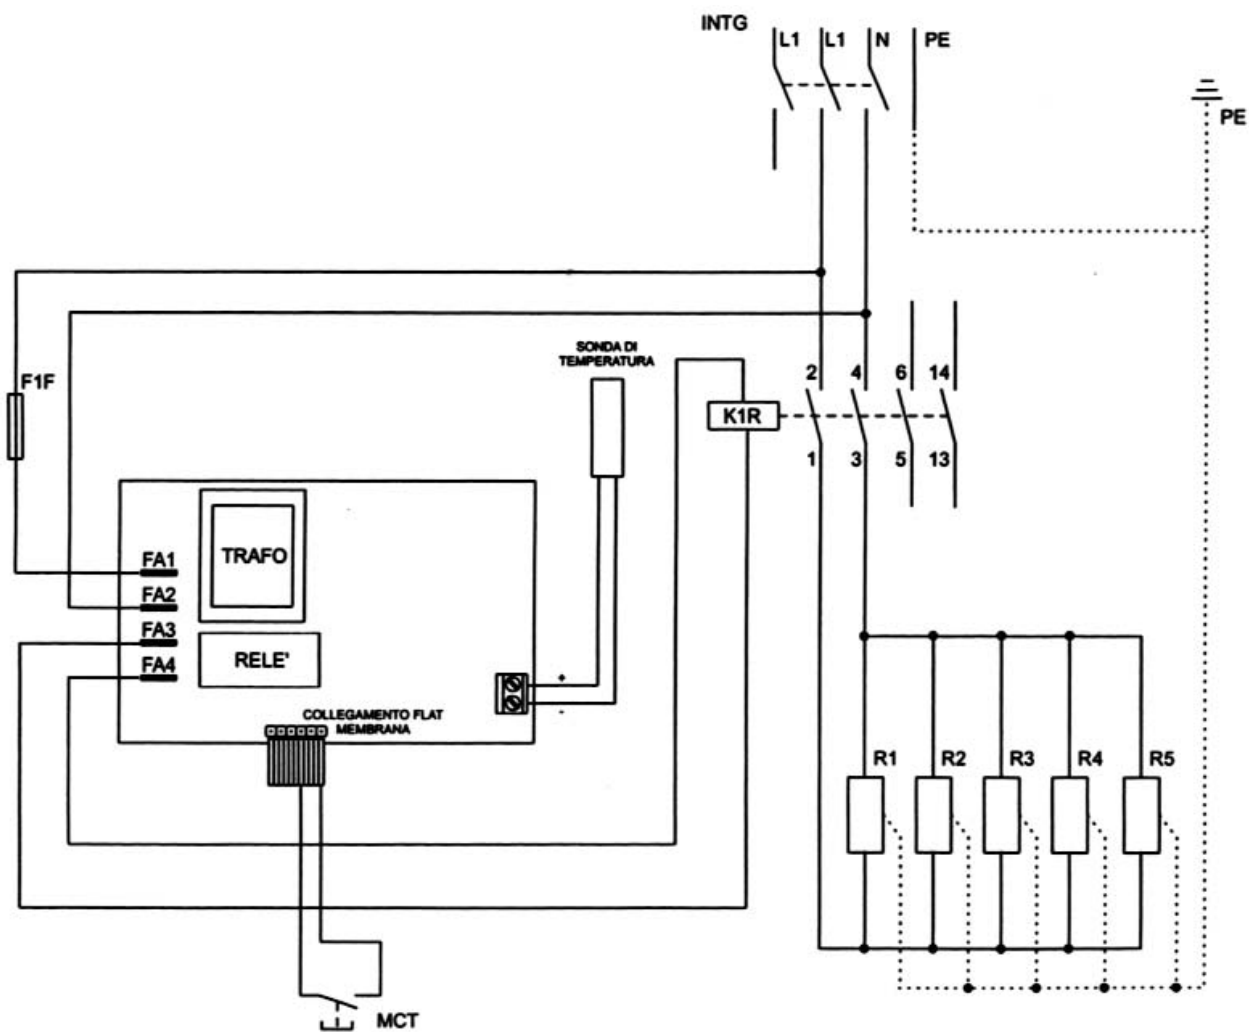 INTG
L1 L1 N PE
PE
SONDA DI
TEMPERATURA
F1F
2 4 6 14
K1R
1 3 5 13
TRAFO
FA1
FA2
FA3
FA4
RELE'
+
-
COLLEGAMENTO FLAT
MEMBRANA
R1 R2 R3 R4 R5
MCT